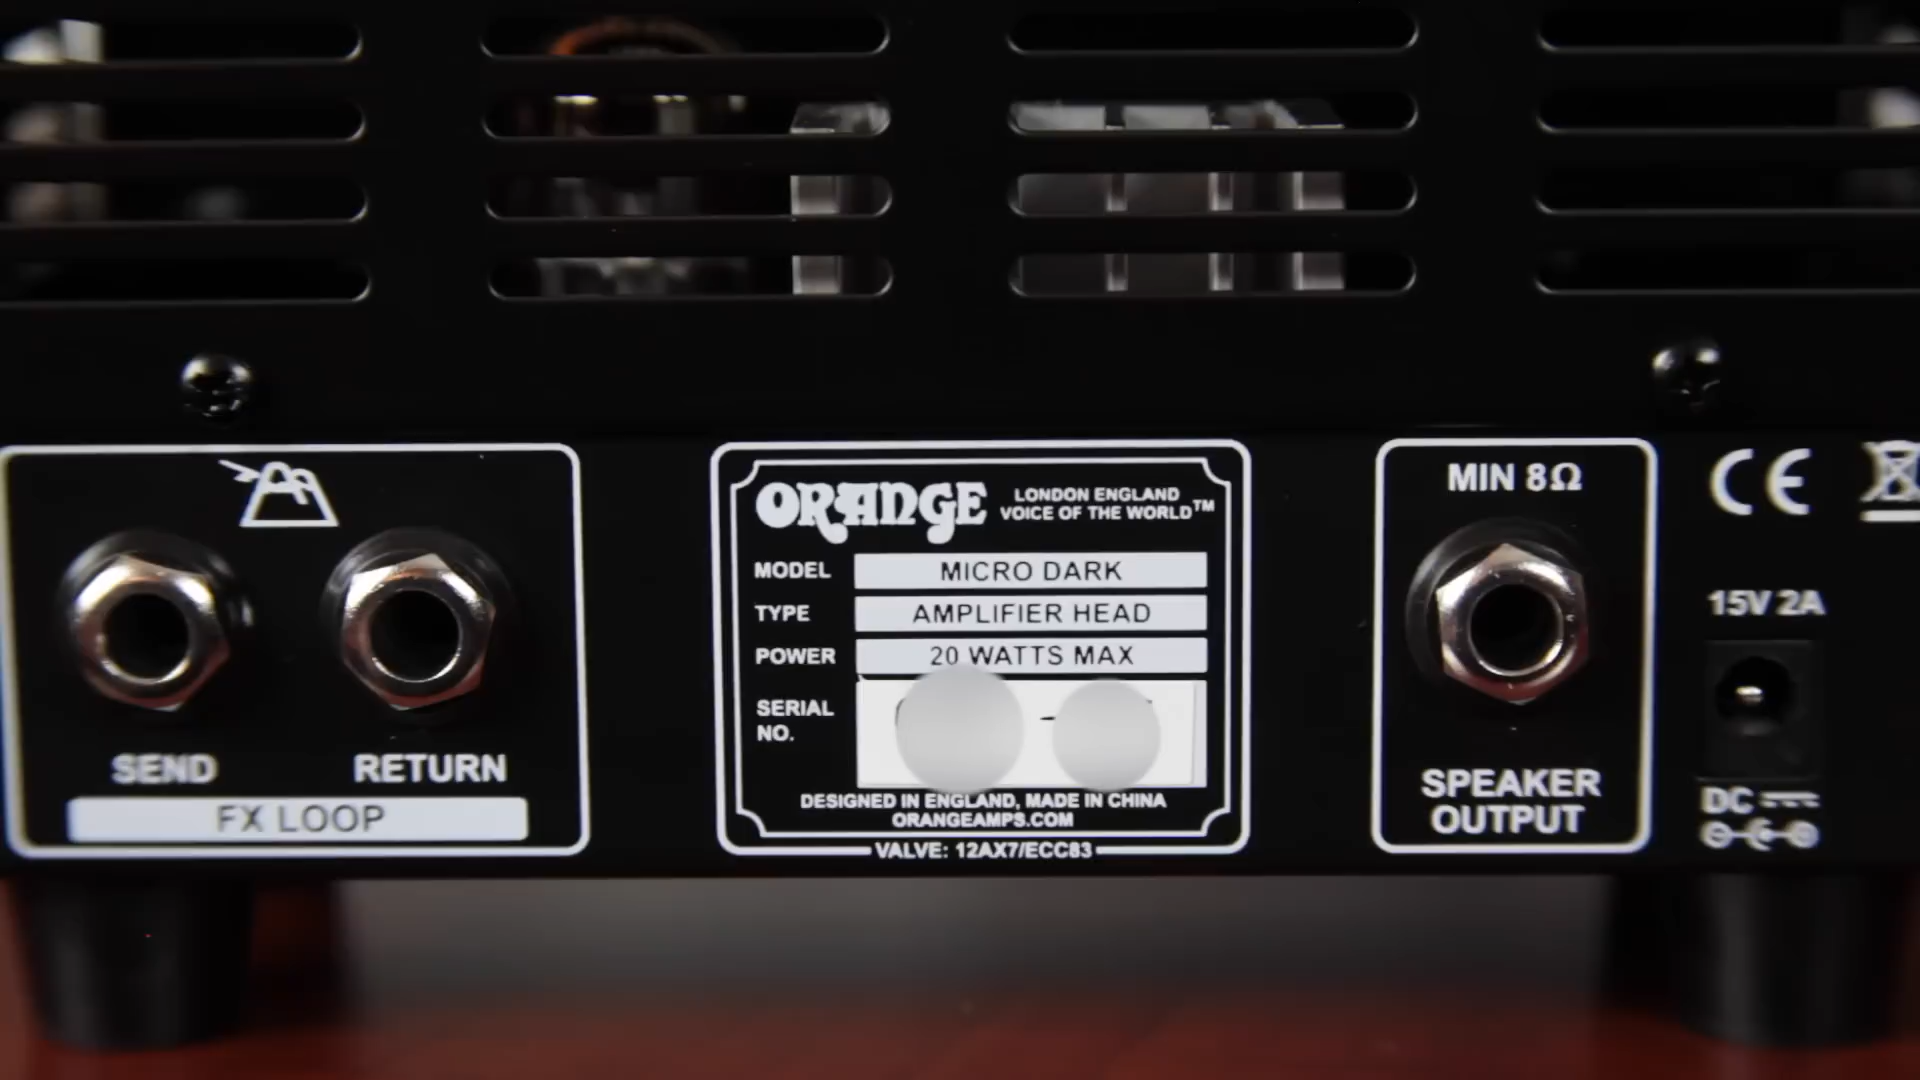 SEND RETURN
FX LOOP
ORANGE
LONDON ENGLAND
VOICE OF THE WORLD™
MODEL MICRO DARK
TYPE AMPLIFIER HEAD
POWER 20 WATTS MAX
SERIAL
NO.
DESIGNED IN ENGLAND, MADE IN CHINA
ORANGEAMPS.COM
VALVE: 12AX7/ECC83
MIN 8Ω
SPEAKER
OUTPUT
CE
15V 2A
DC